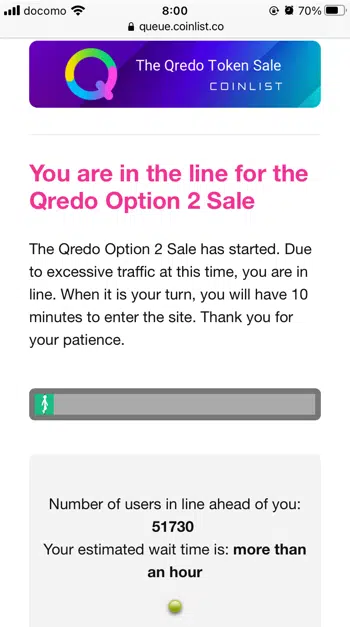 docomo 8:00 70%
queue.coinlist.co
The Qredo Token Sale
COINLIST
You are in the line for the
Qredo Option 2 Sale
The Qredo Option 2 Sale has started. Due
to excessive traffic at this time, you are in
line. When it is your turn, you will have 10
minutes to enter the site. Thank you for
your patience.
Number of users in line ahead of you:
51730
Your estimated wait time is: more than
an hour